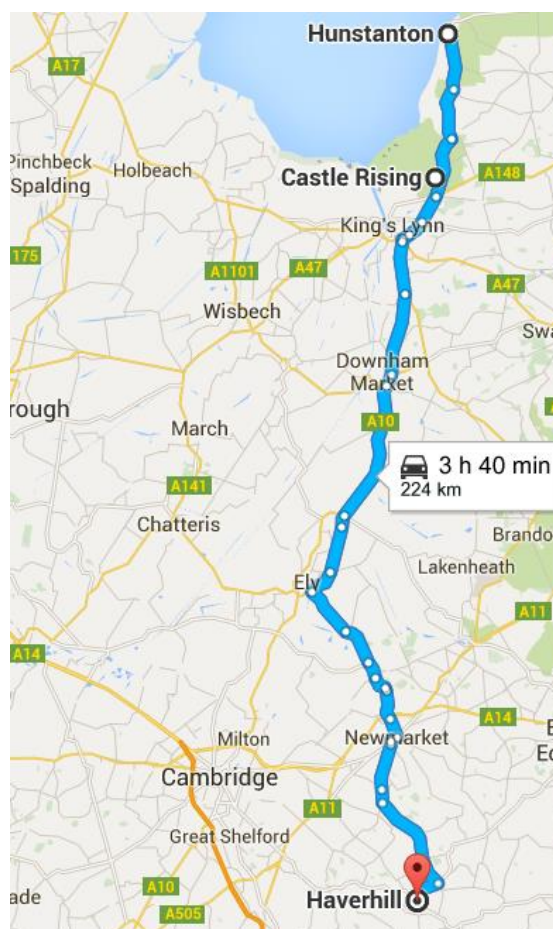 Hunstanton
A17
Pinchbeck
Spalding
Holbeach
Castle Rising
A148
King's Lynn
175
A1101
A47
A47
Wisbech
Swa
Downham
Market
rough
March
A10
3 h 40 min
224 km
A141
Chatteris
Brando
Lakenheath
Ely
A11
A14
A14
Milton
Newmarket
E
Ec
Cambridge
A11
Great Shelford
A10
ade
Haverhill
A505